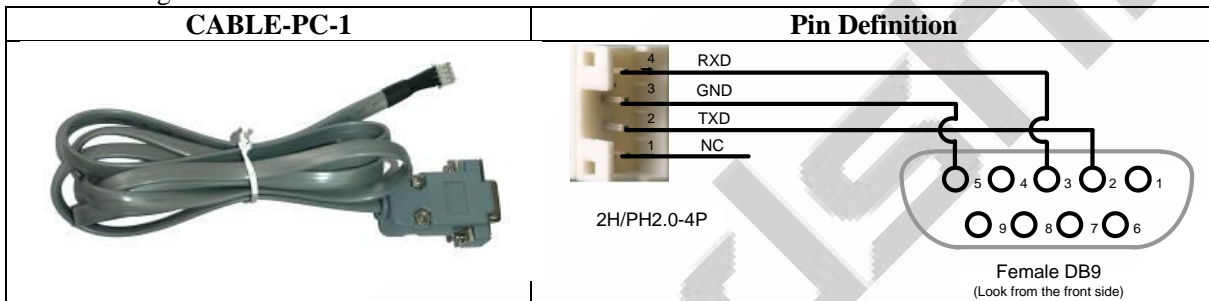 CABLE-PC-1
Pin Definition
4
RXD
3
GND
2
TXD
1
NC
2H/PH2.0-4P
5
4
3
2
1
9
8
7
6
Female DB9
(Look from the front side)